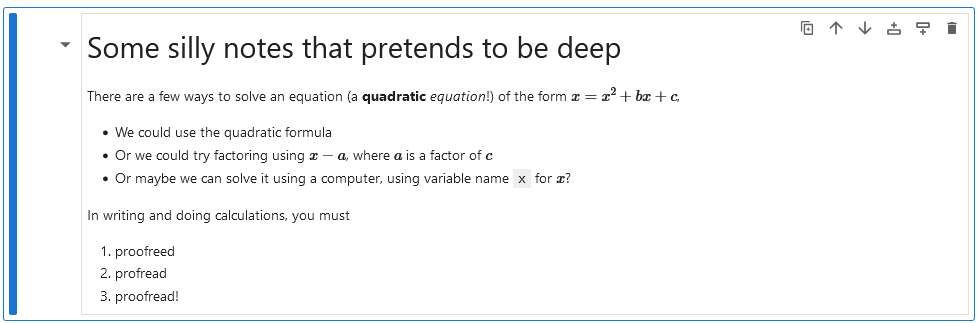 Some silly notes that pretends to be deep
There are a few ways to solve an equation (a quadratic equation!) of the form x = x² + bx + c,
• We could use the quadratic formula
• Or we could try factoring using x − a, where a is a factor of c
• Or maybe we can solve it using a computer, using variable name x for x?
In writing and doing calculations, you must
1. proofreed
2. profread
3. proofread!